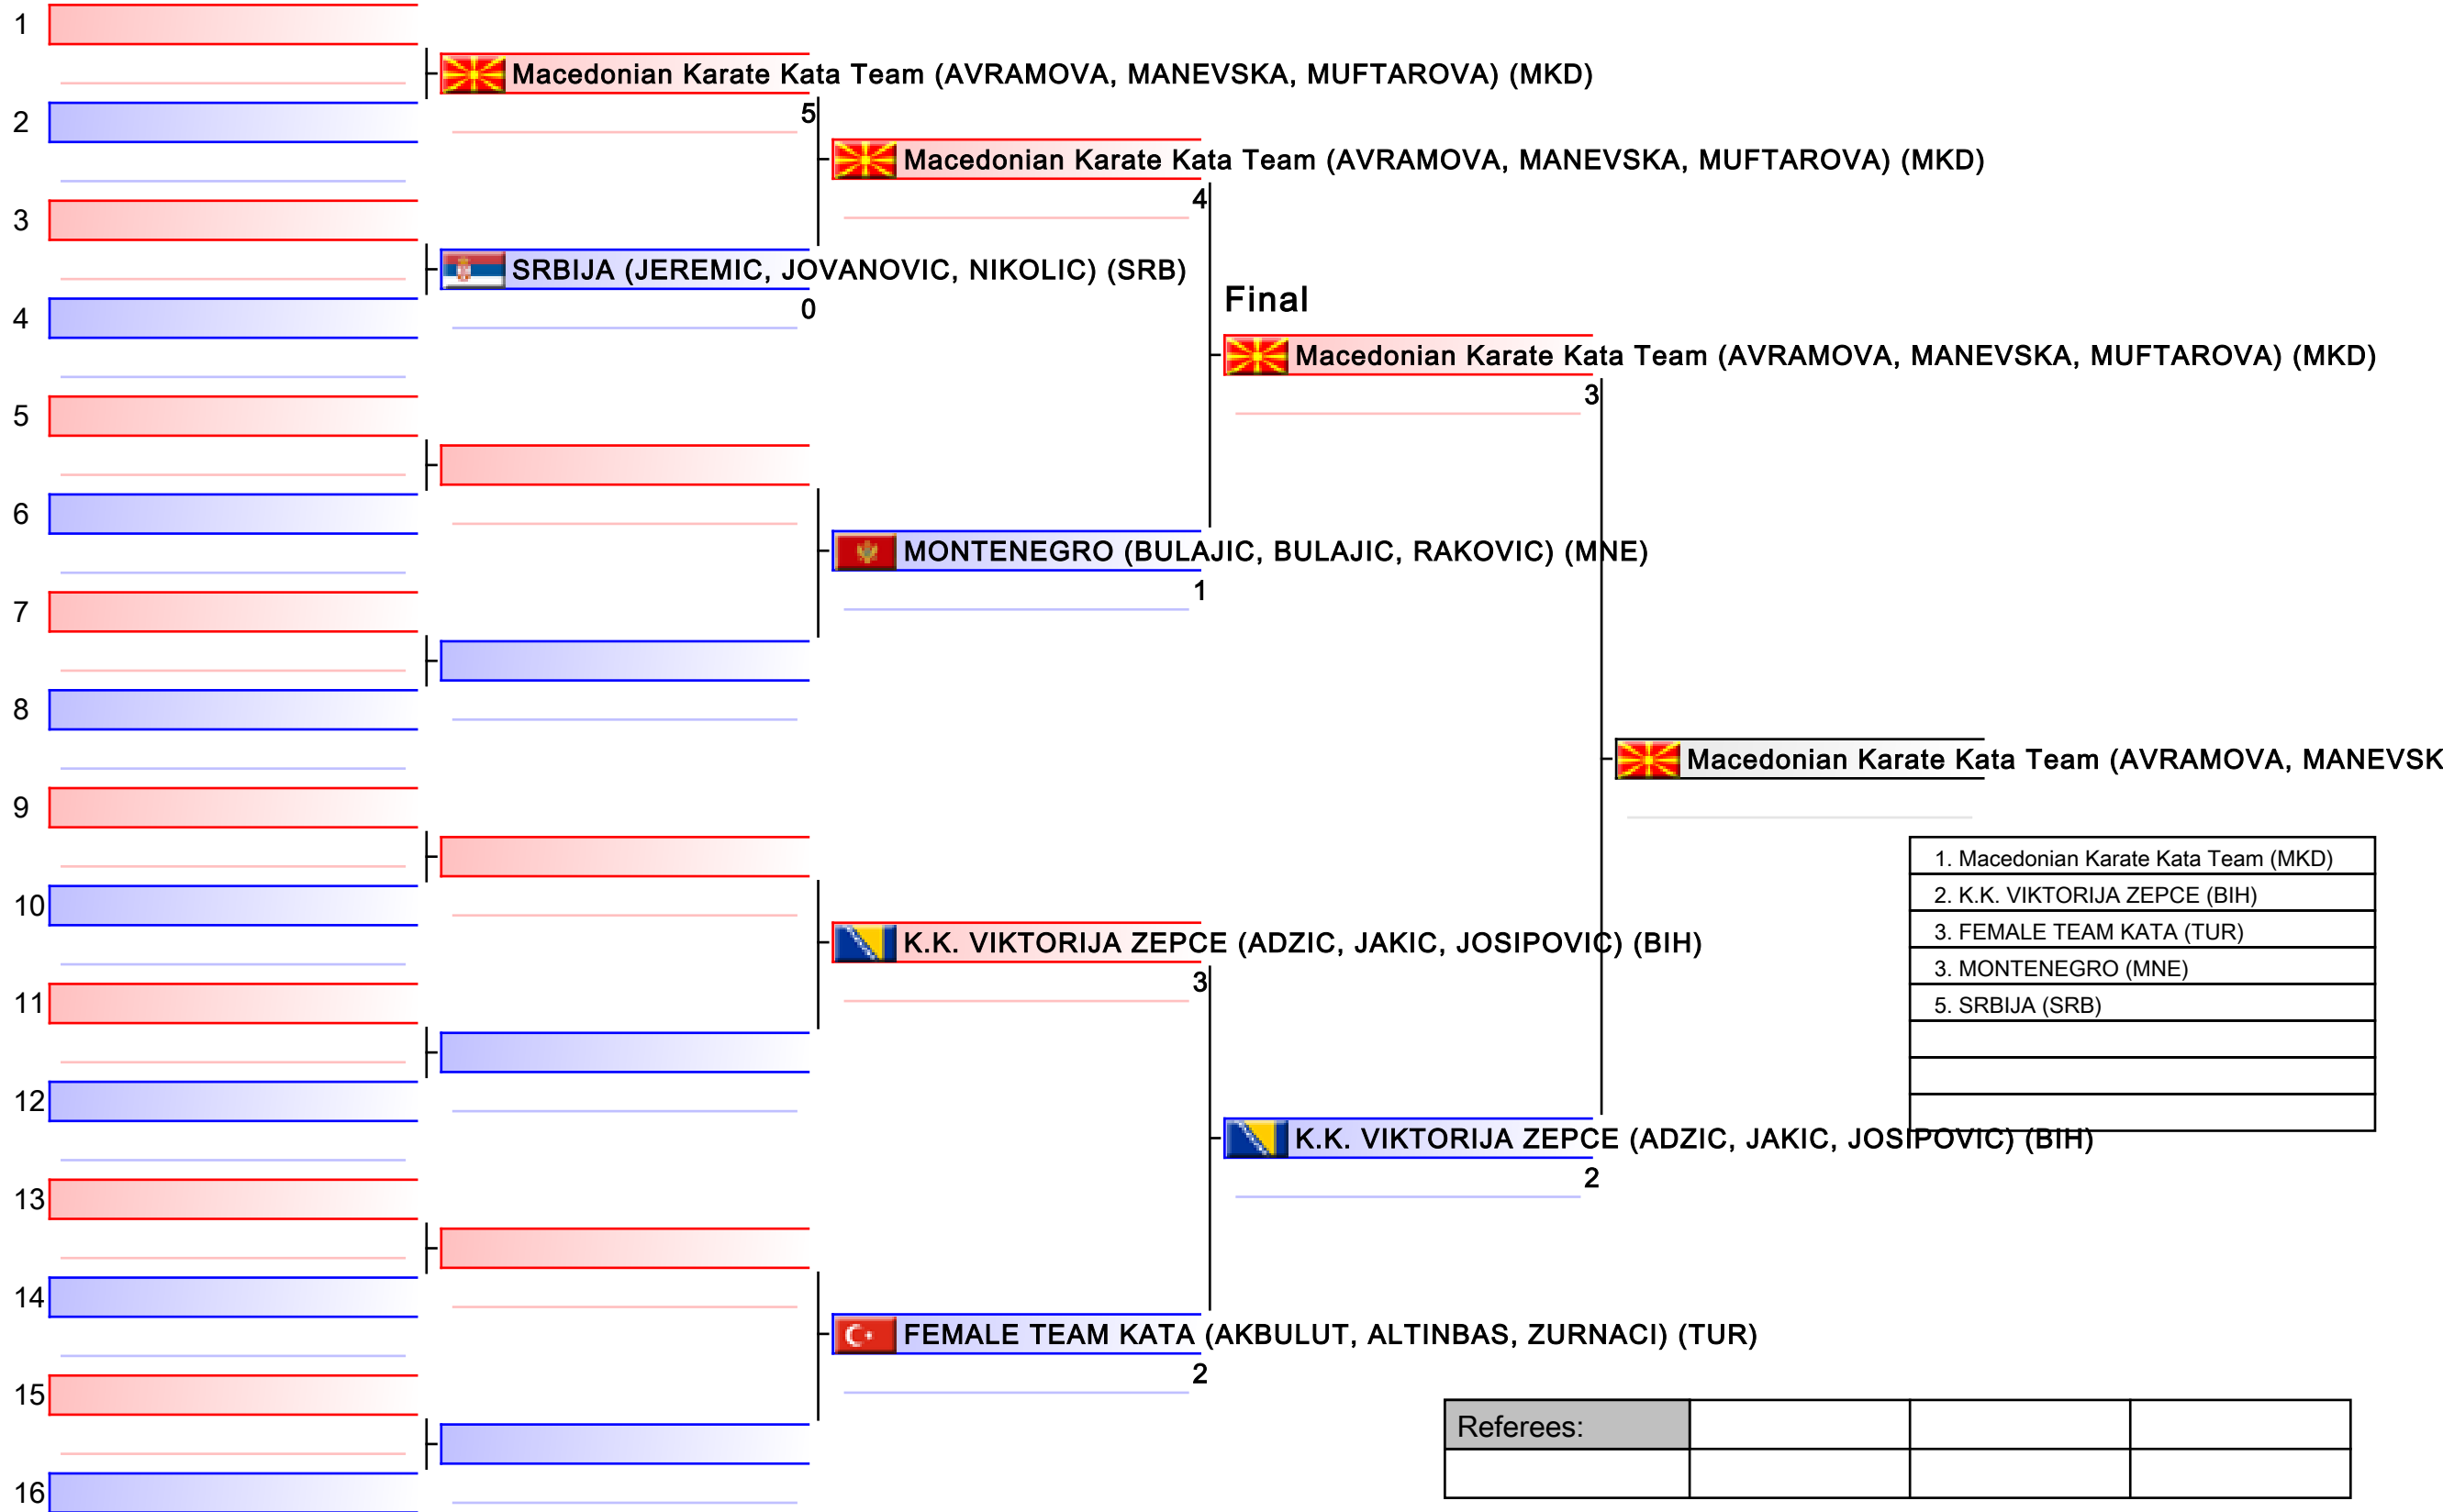 1
Macedonian Karate Kata Team (AVRAMOVA, MANEVSKA, MUFTAROVA) (MKD)
5
2
Macedonian Karate Kata Team (AVRAMOVA, MANEVSKA, MUFTAROVA) (MKD)
4
3
SRBIJA (JEREMIC, JOVANOVIC, NIKOLIC) (SRB)
0
4
Final
Macedonian Karate Kata Team (AVRAMOVA, MANEVSKA, MUFTAROVA) (MKD)
3
5
6
MONTENEGRO (BULAJIC, BULAJIC, RAKOVIC) (MNE)
1
7
8
Macedonian Karate Kata Team (AVRAMOVA, MANEVSK
9
1. Macedonian Karate Kata Team (MKD)
2. K.K. VIKTORIJA ZEPCE (BIH)
3. FEMALE TEAM KATA (TUR)
3. MONTENEGRO (MNE)
5. SRBIJA (SRB)
10
K.K. VIKTORIJA ZEPCE (ADZIC, JAKIC, JOSIPOVIC) (BIH)
3
11
12
K.K. VIKTORIJA ZEPCE (ADZIC, JAKIC, JOSIPOVIC) (BIH)
2
13
14
FEMALE TEAM KATA (AKBULUT, ALTINBAS, ZURNACI) (TUR)
2
15
Referees:
16